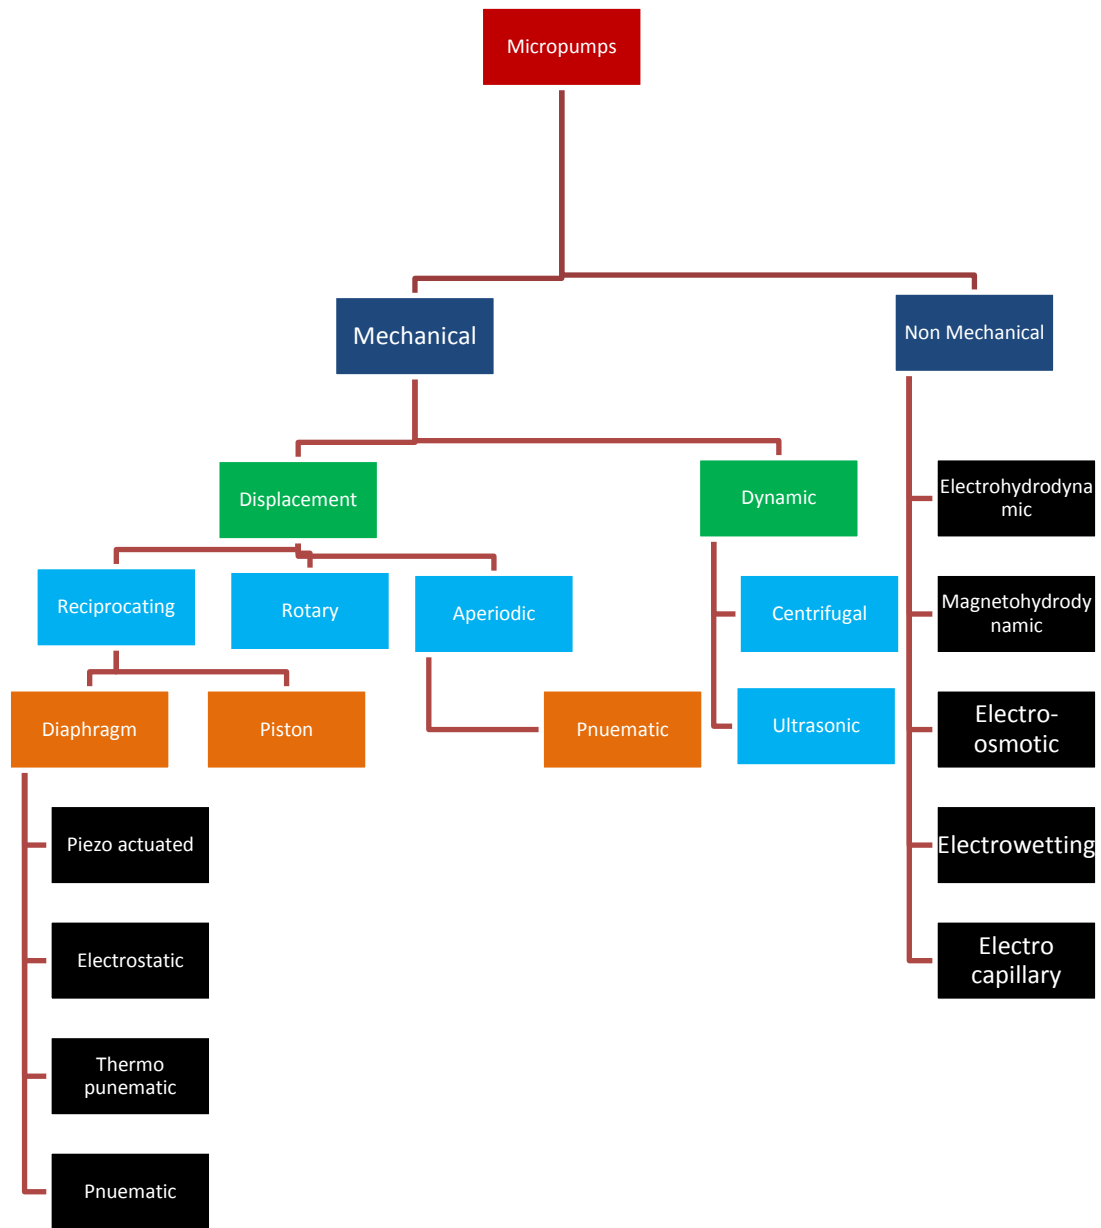 Micropumps
Mechanical
Non Mechanical
Displacement
Dynamic
Electrohydrodyna
mic
Reciprocating
Rotary
Aperiodic
Centrifugal
Magnetohydrody
namic
Diaphragm
Piston
Pnuematic
Ultrasonic
Electro-
osmotic
Piezo actuated
Electrowetting
Electrostatic
Electro
capillary
Thermo
punematic
Pnuematic